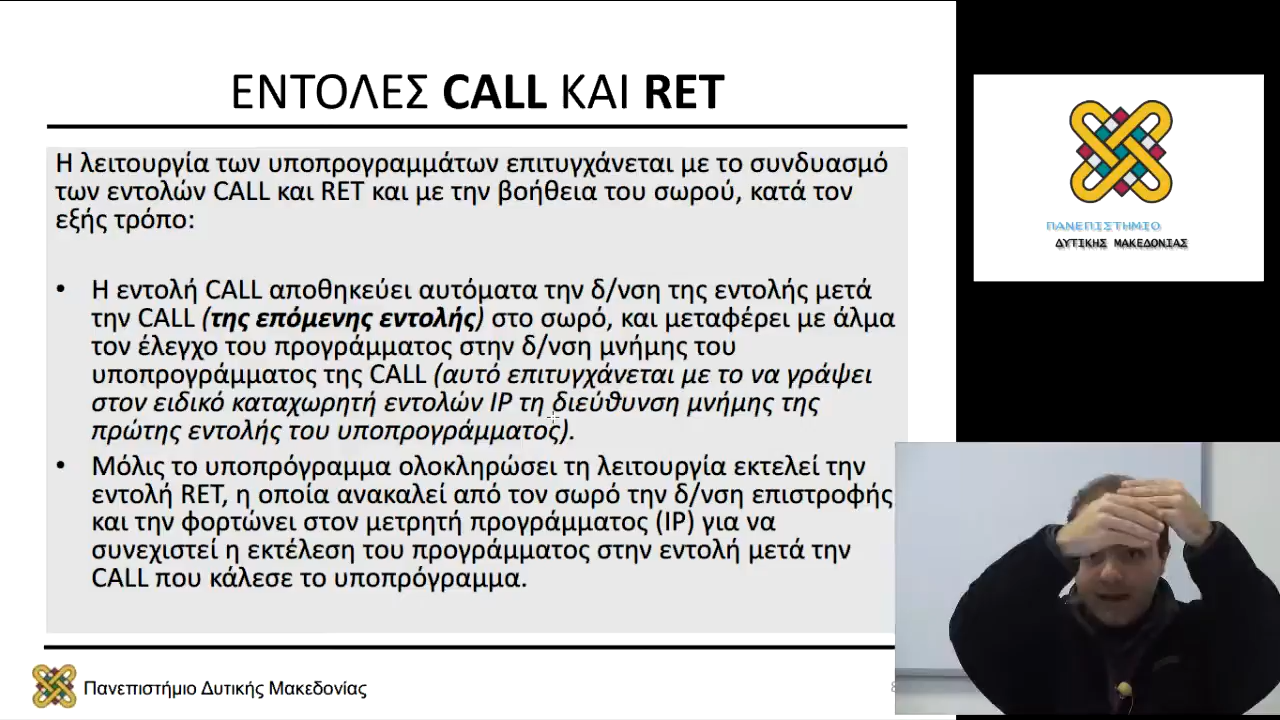 ΕΝΤΟΛΕΣ CALL ΚΑΙ RET
Η λειτουργία των υποπρογραμμάτων επιτυγχάνεται με το συνδυασμό
των εντολών CALL και RET και με την βοήθεια του σωρού, κατά τον
εξής τρόπο:
• Η εντολή CALL αποθηκεύει αυτόματα την δ/νση της εντολής μετά
την CALL (της επόμενης εντολής) στο σωρό, και μεταφέρει με άλμα
τον έλεγχο του προγράμματος στην δ/νση μνήμης του
υποπρογράμματος της CALL (αυτό επιτυγχάνεται με το να γράψει
στον ειδικό καταχωρητή εντολών IP τη διεύθυνση μνήμης της
πρώτης εντολής του υποπρογράμματος).
• Μόλις το υποπρόγραμμα ολοκληρώσει τη λειτουργία εκτελεί την
εντολή RET, η οποία ανακαλεί από τον σωρό την δ/νση επιστροφής
και την φορτώνει στον μετρητή προγράμματος (IP) για να
συνεχιστεί η εκτέλεση του προγράμματος στην εντολή μετά την
CALL που κάλεσε το υποπρόγραμμα.
Πανεπιστήμιο Δυτικής Μακεδονίας
ΠΑΝΕΠΙΣΤΗΜΙΟ
ΔΥΤΙΚΗΣ ΜΑΚΕΔΟΝΙΑΣ